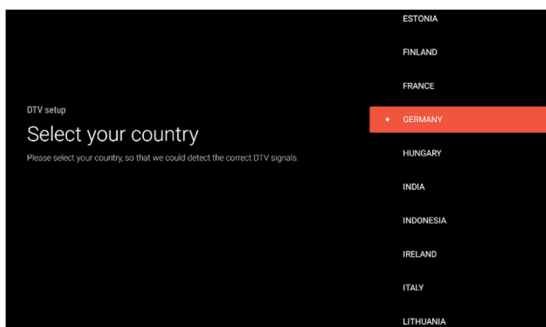 DTV setup
Select your country
Please select your country, so that we could detect the correct DTV signals.
ESTONIA
FINLAND
FRANCE
GERMANY
HUNGARY
INDIA
INDONESIA
IRELAND
ITALY
LITHUANIA